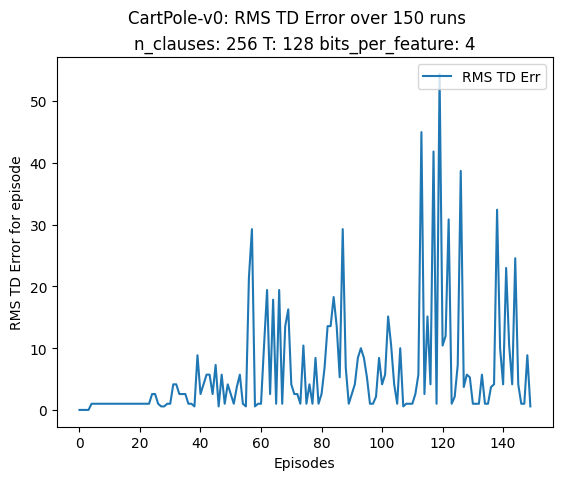 CartPole-v0: RMS TD Error over 150 runs
n_clauses: 256 T: 128 bits_per_feature: 4
RMS TD Err
RMS TD Error for episode
50
40
30
20
10
0
0 20 40 60 80 100 120 140
Episodes